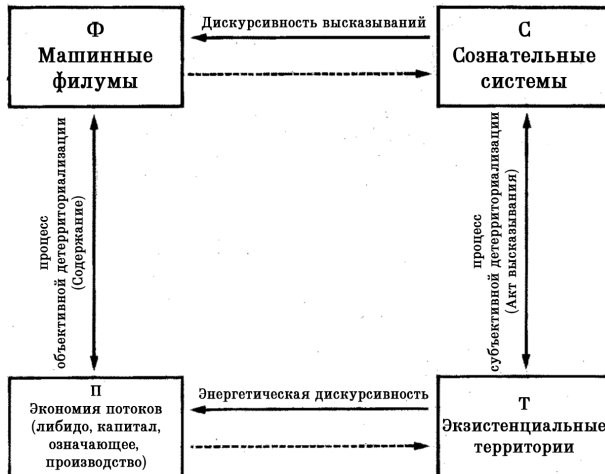 Ф
Машинные
филумы
Дискурсивность высказываний
С
Сознательные
системы
процесс
объективной детерриториализации
(Содержание)
процесс
субъективной детерриториализации
(Акт высказывания)
П
Экономия потоков
(либидо, капитал,
означающее,
производство)
Энергетическая дискурсивность
Т
Экзистенциальные
территории